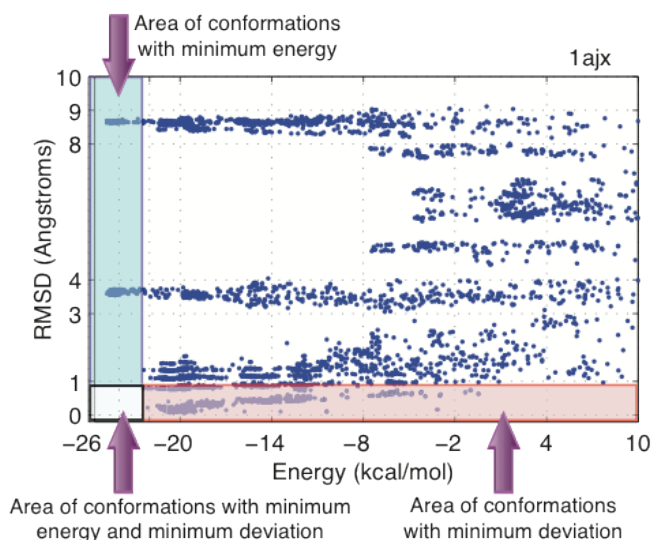 Area of conformations
with minimum energy
1ajx
10
9
8
4
3
1
0
RMSD (Angstroms)
−26 −20 −14 −8 −2 4 10
Energy (kcal/mol)
Area of conformations with minimum
energy and minimum deviation
Area of conformations
with minimum deviation